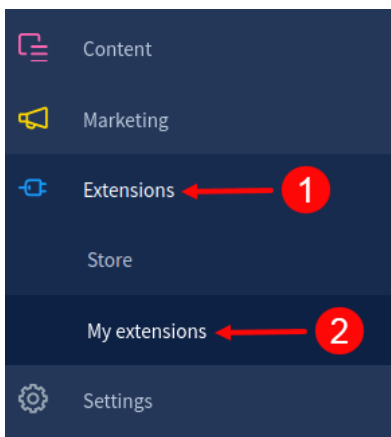 Content
Marketing
Extensions 1
Store
My extensions 2
Settings